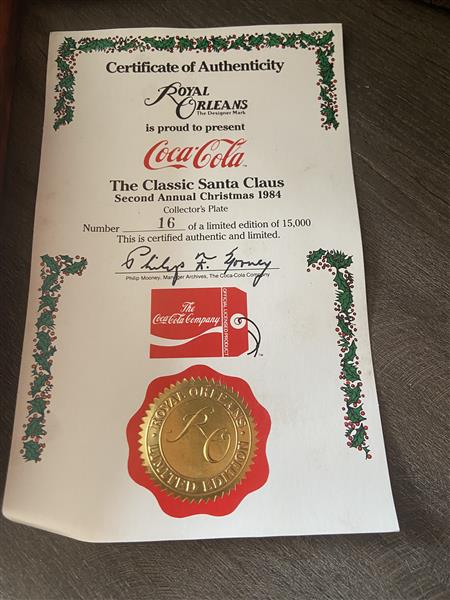 Certificate of Authenticity
ROYAL
ORLEANS
The Designer Mark
is proud to present
Coca-Cola
The Classic Santa Claus
Second Annual Christmas 1984
Collector's Plate
Number 16 of a limited edition of 15,000
This is certified authentic and limited.
Philip F. Mooney
Philip Mooney, Manager Archives, The Coca-Cola Company
The
Coca-Cola Company
OFFICIAL LICENSED PRODUCT
TM
ROYAL ORLEANS
RO
LIMITED EDITION